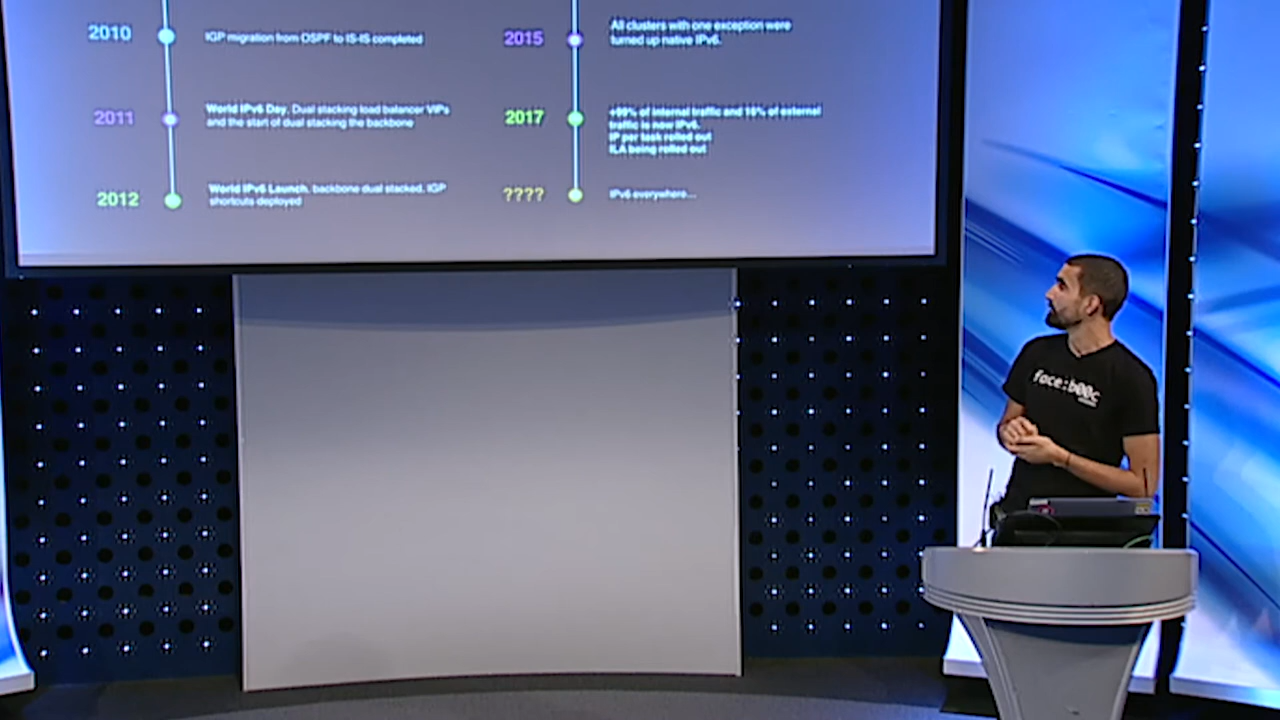 2010
IGP migration from OSPF to IS-IS completed
2011
World IPv6 Day, Dual stacking load balancer VIPs
and the start of dual stacking the backbone
2012
World IPv6 Launch, backbone dual stacked, IGP
shortcuts deployed
2015
All clusters with one exception were
turned up native IPv6.
2017
+99% of internal traffic and 16% of external
traffic is now IPv6.
IP per task rolled out
ILA being rolled out
????
IPv6 everywhere...
face:b00c